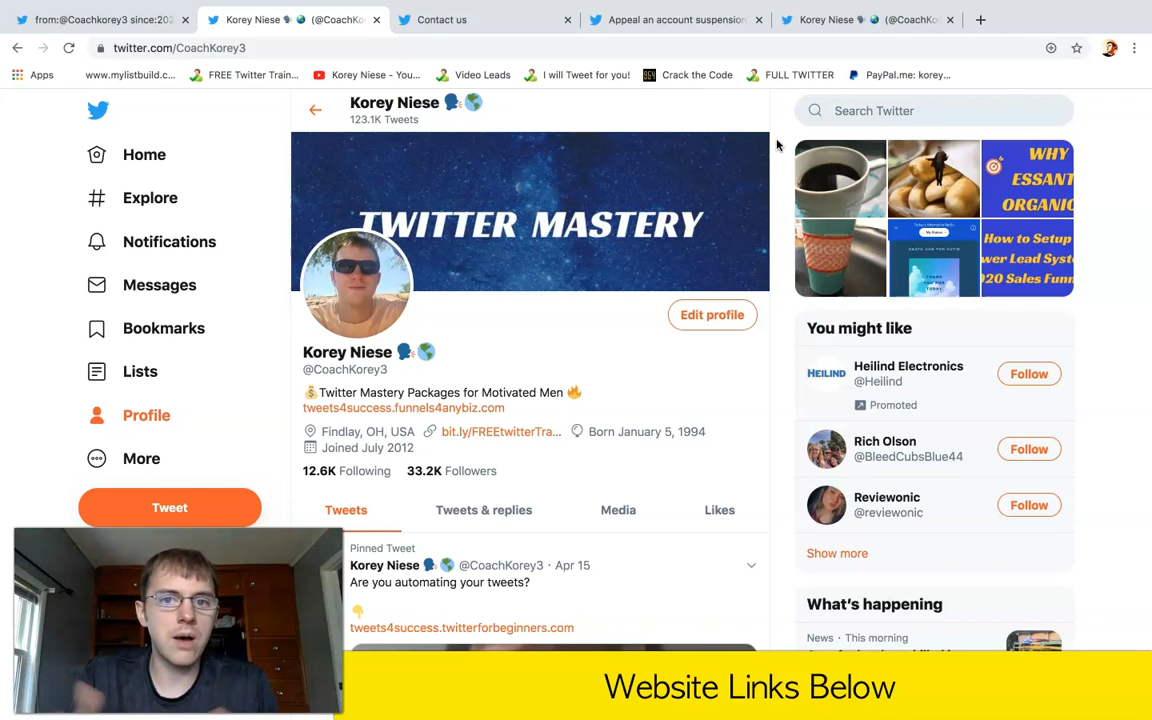 from:@CoachKorey3 since:202
Korey Niese (@CoachKo
Contact us
Appeal an account suspension
Korey Niese (@CoachKo
twitter.com/CoachKorey3
Apps
www.mylistbuild.c...
FREE Twitter Train...
Korey Niese - You...
Video Leads
I will Tweet for you!
Crack the Code
FULL TWITTER
PayPal.me: korey...
Korey Niese
123.1K Tweets
Search Twitter
Home
Explore
Notifications
Messages
Bookmarks
Lists
Profile
More
Tweet
TWITTER MASTERY
Edit profile
Korey Niese
@CoachKorey3
Twitter Mastery Packages for Motivated Men
tweets4success.funnels4anybiz.com
Findlay, OH, USA bit.ly/FREEtwitterTra... Born January 5, 1994
Joined July 2012
12.6K Following 33.2K Followers
Tweets Tweets & replies Media Likes
Pinned Tweet
Korey Niese @CoachKorey3 · Apr 15
Are you automating your tweets?
tweets4success.twitterforbeginners.com
WHY
ESSANT
ORGANIC
How to Setup
wer Lead Syst
020 Sales Funn
You might like
HEILIND
Heilind Electronics
@Heilind
Follow
Promoted
Rich Olson
@BleedCubsBlue44
Follow
Reviewonic
@reviewonic
Follow
Show more
What's happening
News · This morning
Website Links Below